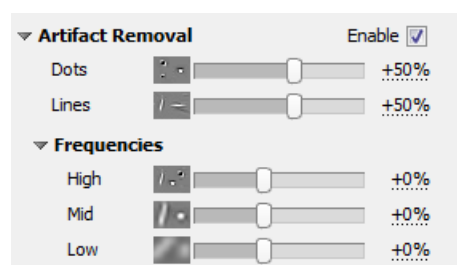 Artifact Removal Enable
Dots +50%
Lines +50%
Frequencies
High +0%
Mid +0%
Low +0%